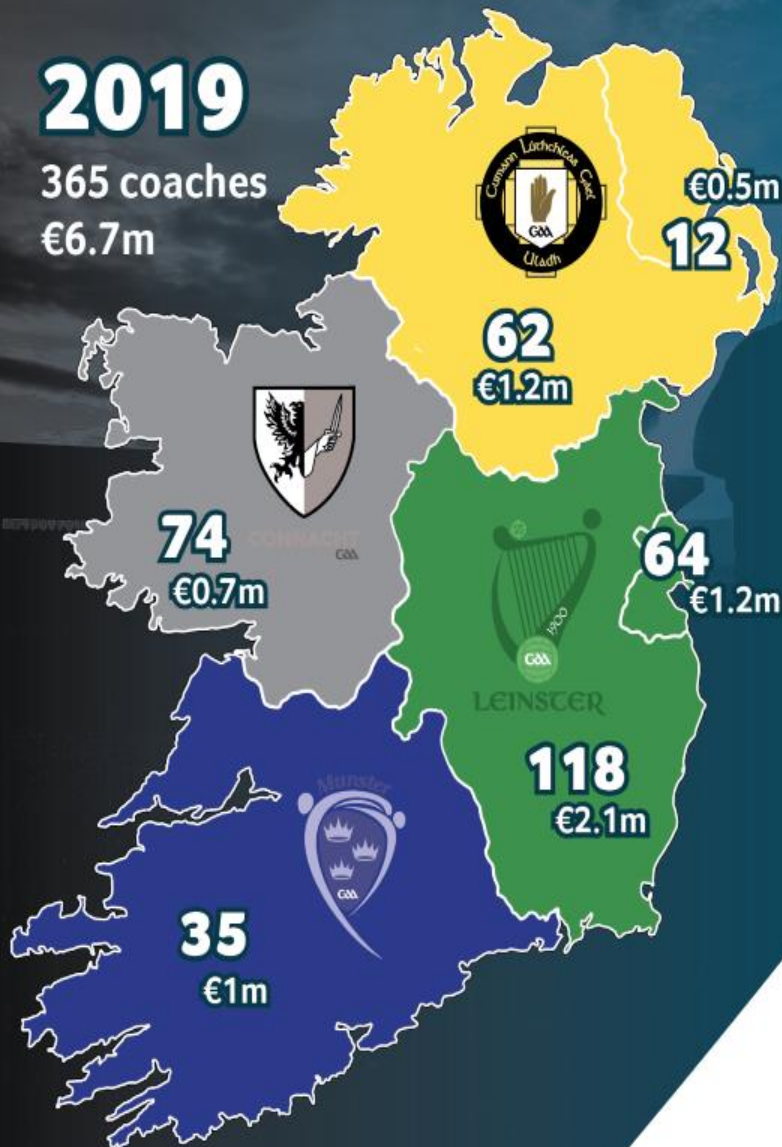 2019
365 coaches
€6.7m
Cumann Lúthchleas Gael
GAA
Uladh
€0.5m
12
62
€1.2m
CONNACHT
GAA
74
€0.7m
64
€1.2m
1900
GAA
LEINSTER
118
€2.1m
Munster
GAA
35
€1m